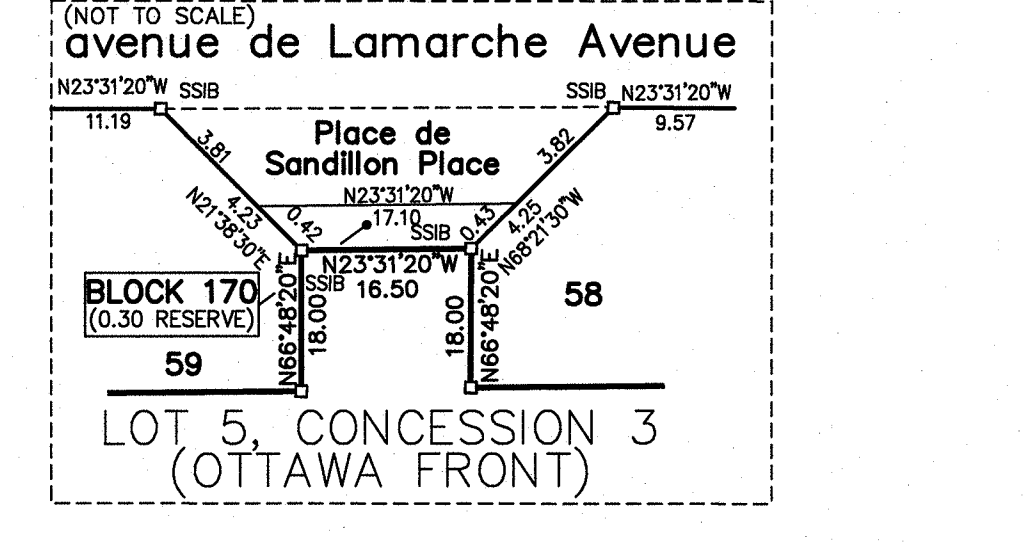 (NOT TO SCALE)
avenue de Lamarche Avenue
N23°31'20"W SSIB
SSIB N23°31'20"W
11.19
9.57
Place de
Sandillon Place
3.81
3.82
N23°31'20"W
17.10
4.23
N21°38'30"E
0.42
0.43
4.25
N68°21'30"W
SSIB
N23°31'20"W
16.50
SSIB
BLOCK 170
(0.30 RESERVE)
N66°48'20"E
18.00
18.00
N66°48'20"E
58
59
LOT 5, CONCESSION 3
(OTTAWA FRONT)